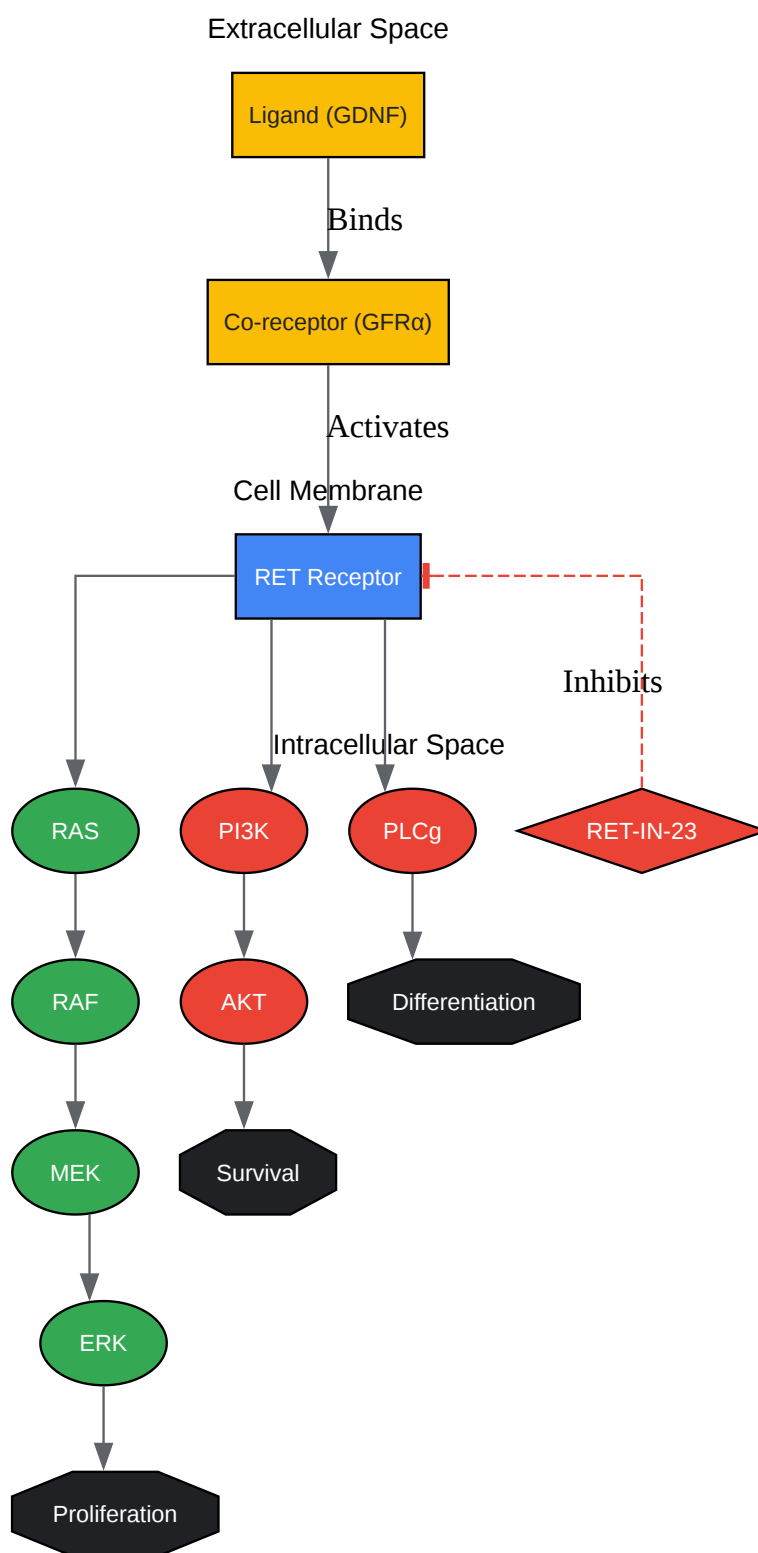 Extracellular Space
Ligand (GDNF)
Binds
Co-receptor (GFRα)
Activates
Cell Membrane
RET Receptor
Inhibits
Intracellular Space
RAS
PI3K
PLCg
RET-IN-23
RAF
AKT
Differentiation
MEK
Survival
ERK
Proliferation